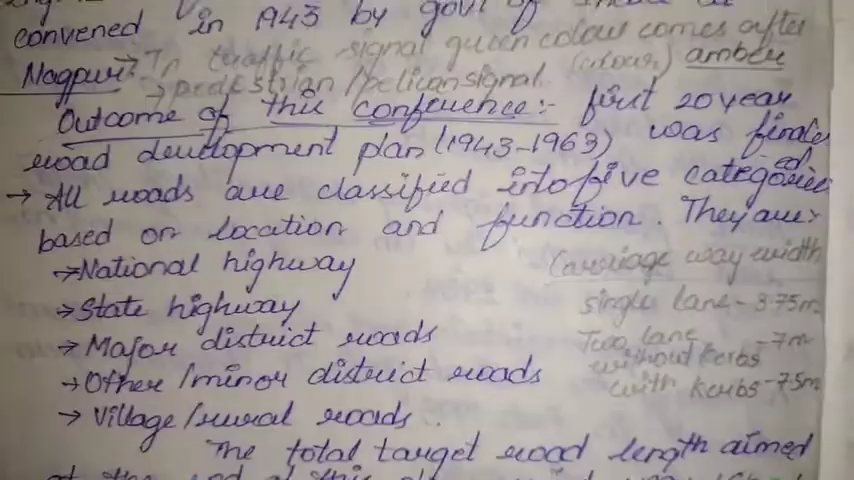 convened in 1943 by govt of India at
Nagpur. → In traffic signal green colour comes after (colour) amber
→ pedestrian/pelican signal
Outcome of this conference:- first 20 year
road development plan (1943-1963) was finalised
→ All roads are classified into five categories
based on location and function. They are:
→ National highway
→ State highway
→ Major district roads
→ Other/minor district roads
→ Village/rural roads.
Carriage way width
single lane - 3.75m
Two lane without kerbs - 7m
with kerbs - 7.5m
The total target road length aimed